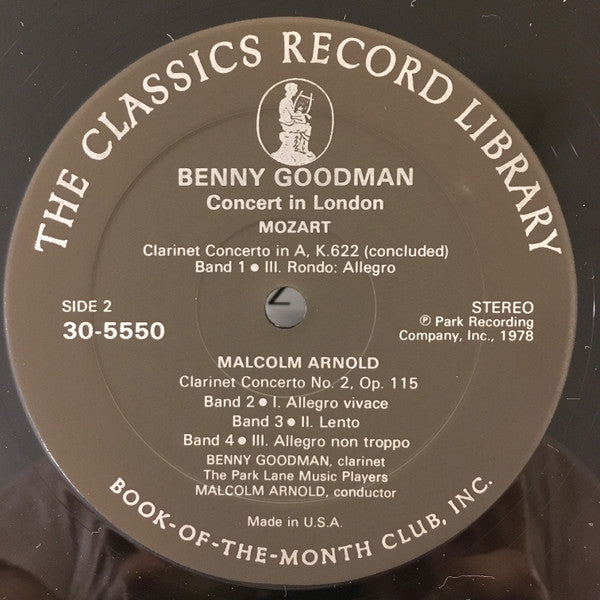 THE CLASSICS RECORD LIBRARY
BENNY GOODMAN
Concert in London
MOZART
Clarinet Concerto in A, K.622 (concluded)
Band 1 ● III. Rondo: Allegro
SIDE 2
30-5550
STEREO
℗ Park Recording
Company, Inc., 1978
MALCOLM ARNOLD
Clarinet Concerto No. 2, Op. 115
Band 2 ● I. Allegro vivace
Band 3 ● II. Lento
Band 4 ● III. Allegro non troppo
BENNY GOODMAN, clarinet
The Park Lane Music Players
MALCOLM ARNOLD, conductor
Made in U.S.A.
BOOK-OF-THE-MONTH CLUB, INC.